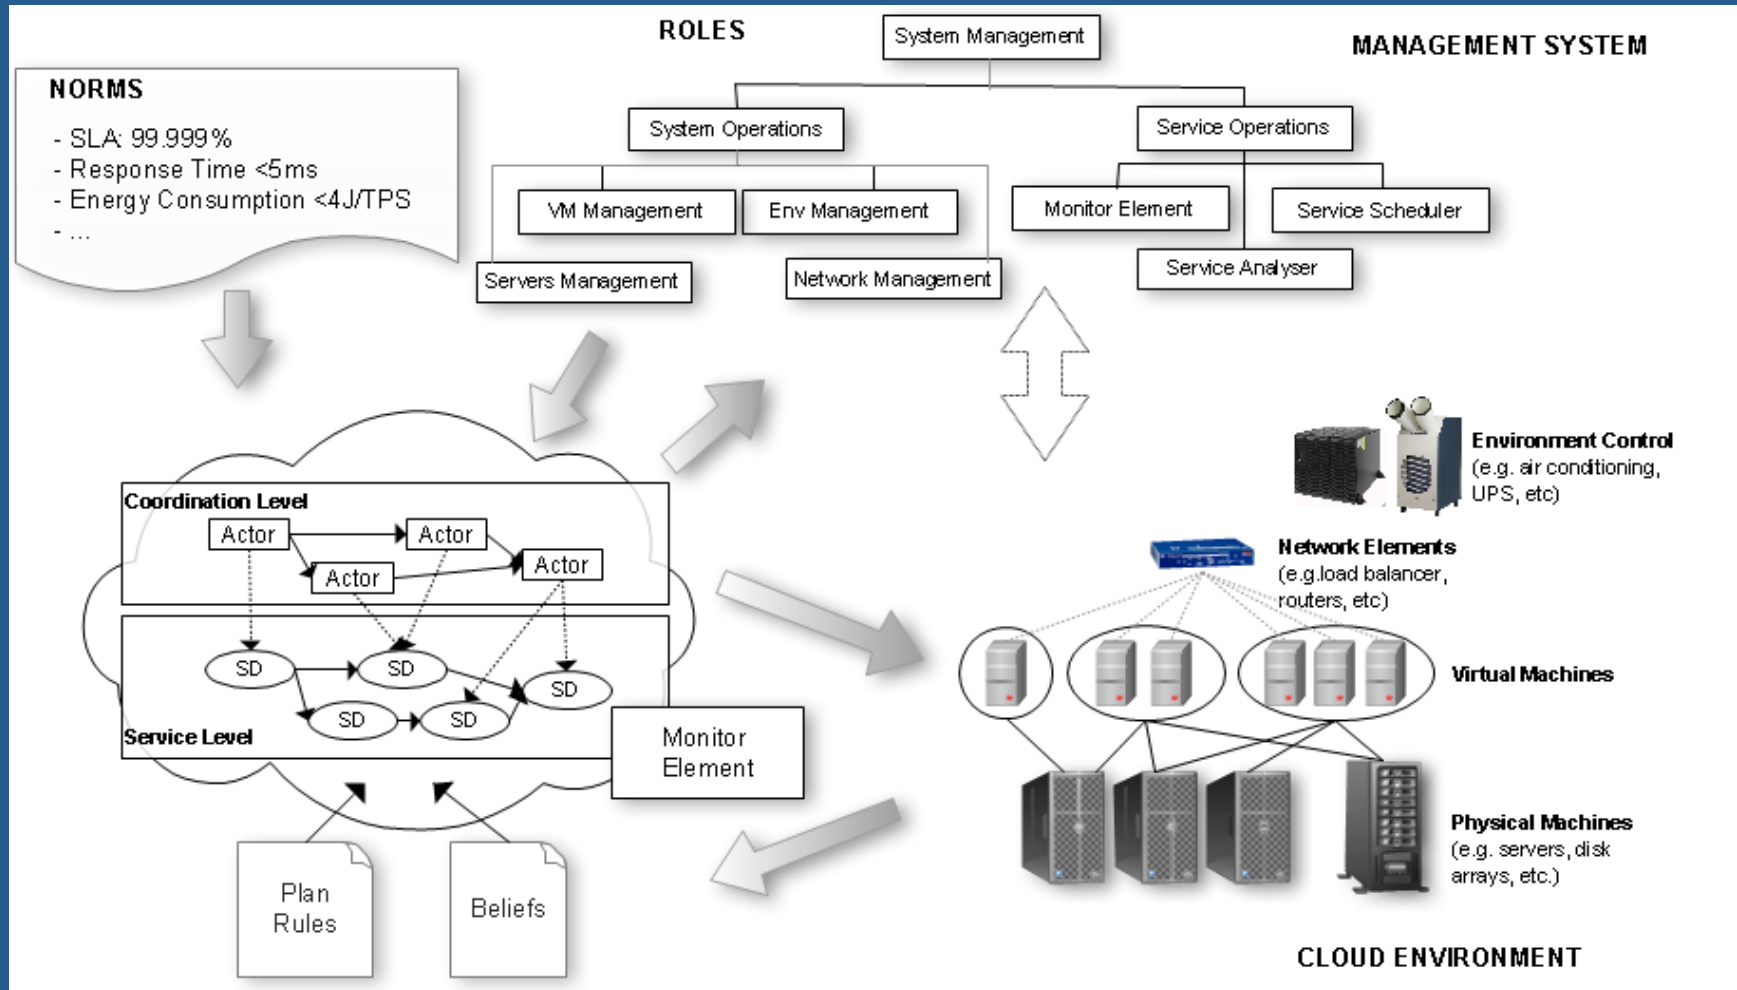 ROLES
System Management
MANAGEMENT SYSTEM
NORMS
- SLA: 99.999%
- Response Time <5ms
- Energy Consumption <4J/TPS
- ...
System Operations
Service Operations
VM Management
Env Management
Monitor Element
Service Scheduler
Servers Management
Network Management
Service Analyser
Environment Control
(e.g. air conditioning,
UPS, etc)
Coordination Level
Actor
Actor
Actor
Actor
Network Elements
(e.g.load balancer,
routers, etc)
SD
SD
SD
SD
SD
Service Level
Monitor
Element
Virtual Machines
Physical Machines
(e.g. servers, disk
arrays, etc.)
Plan
Rules
Beliefs
CLOUD ENVIRONMENT